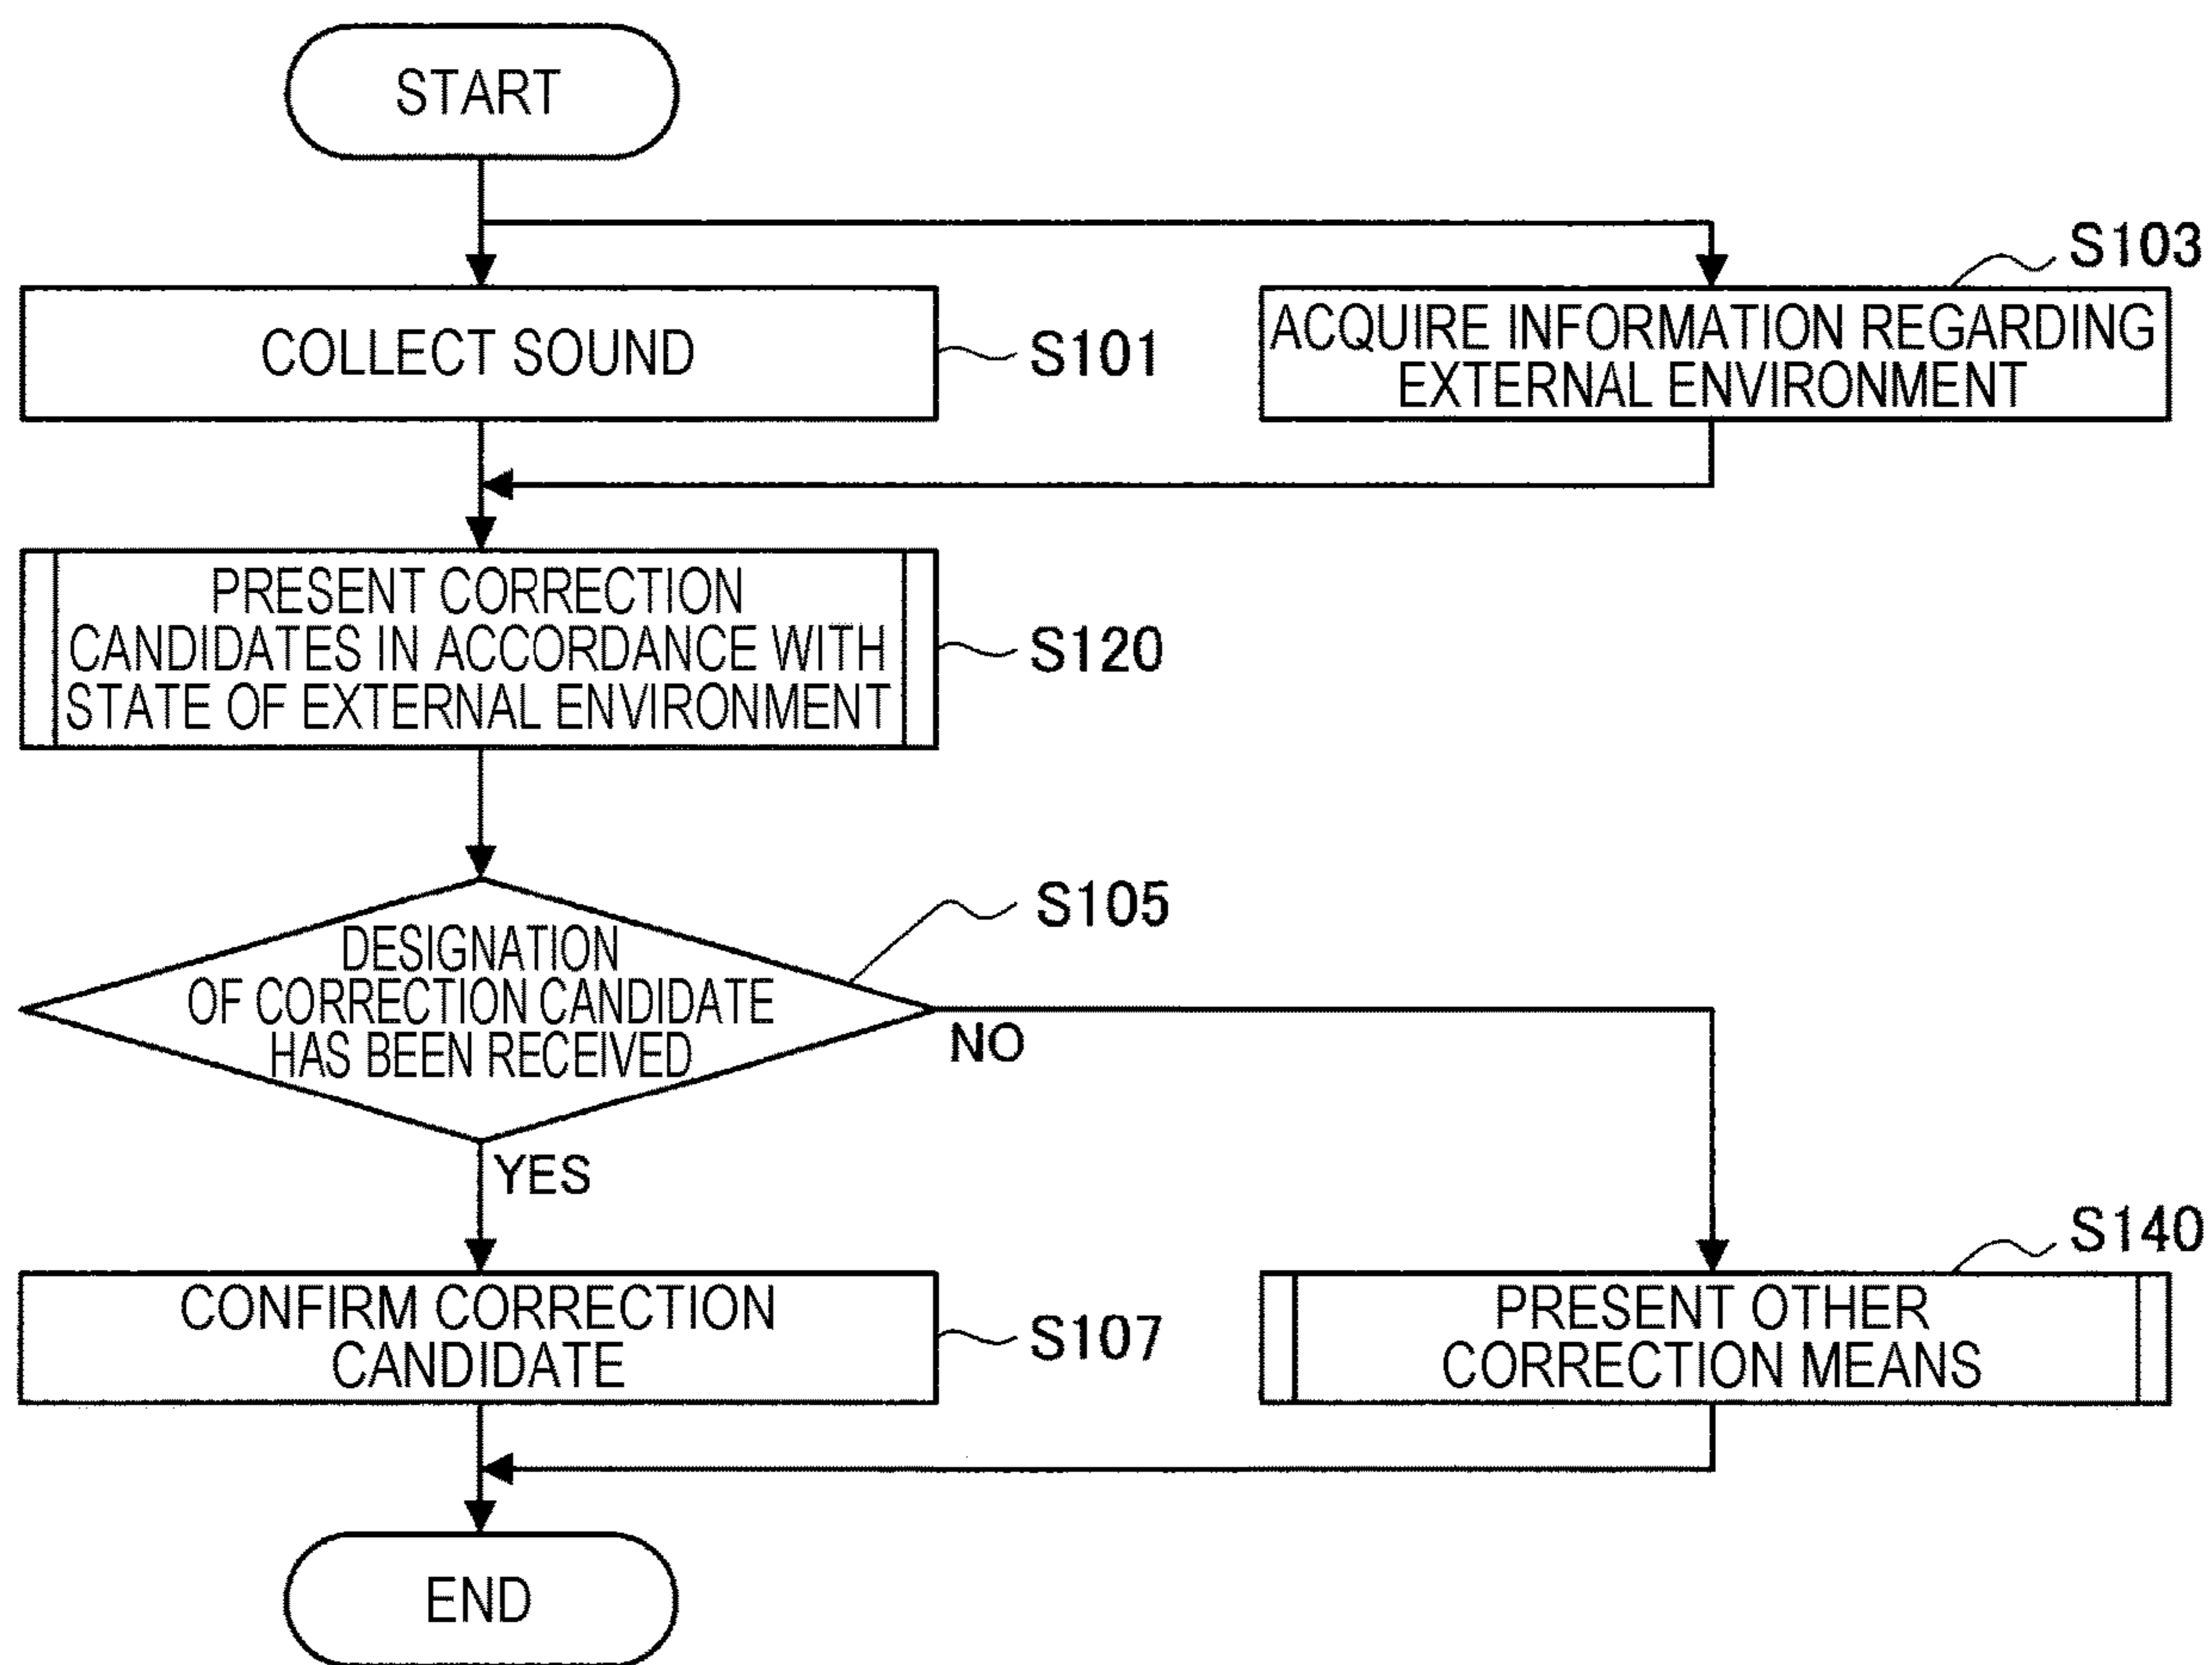 START
S103
COLLECT SOUND
S101
ACQUIRE INFORMATION REGARDING
EXTERNAL ENVIRONMENT
PRESENT CORRECTION
CANDIDATES IN ACCORDANCE WITH
STATE OF EXTERNAL ENVIRONMENT
S120
S105
DESIGNATION
OF CORRECTION CANDIDATE
HAS BEEN RECEIVED
NO
YES
S140
CONFIRM CORRECTION
CANDIDATE
S107
PRESENT OTHER
CORRECTION MEANS
END